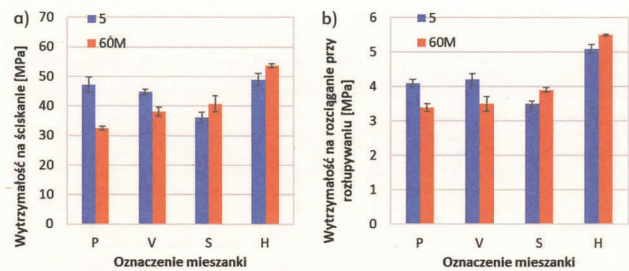 a)
5
60M
Wytrzymałość na ściskanie [MPa]
70
60
50
40
30
20
10
0
P V S H
Oznaczenie mieszanki
b)
5
60M
Wytrzymałość na rozciąganie przy
rozłupywaniu [MPa]
6
5
4
3
2
1
0
P V S H
Oznaczenie mieszanki